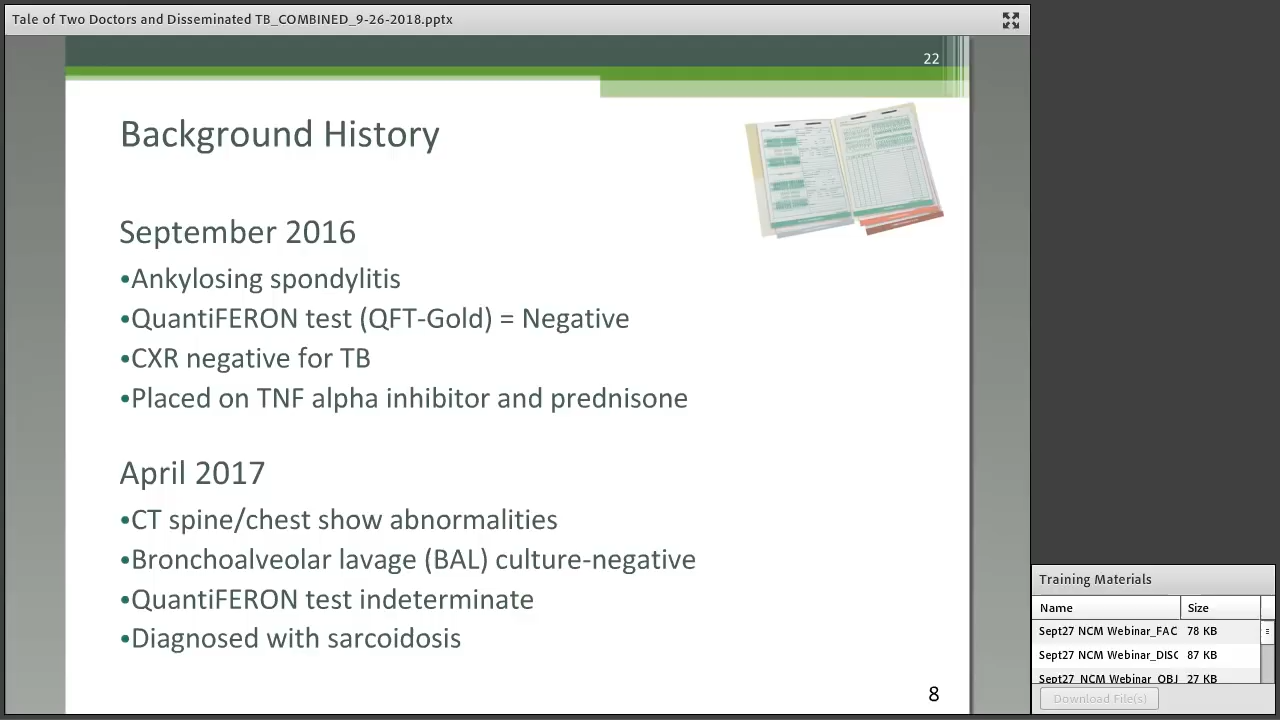 Tale of Two Doctors and Disseminated TB_COMBINED_9-26-2018.pptx
22
Background History
September 2016
•Ankylosing spondylitis
•QuantiFERON test (QFT-Gold) = Negative
•CXR negative for TB
•Placed on TNF alpha inhibitor and prednisone
April 2017
•CT spine/chest show abnormalities
•Bronchoalveolar lavage (BAL) culture-negative
•QuantiFERON test indeterminate
•Diagnosed with sarcoidosis
8
Training Materials
Name Size
Sept27 NCM Webinar_FAC 78 KB
Sept27 NCM Webinar_DISC 87 KB
Sept27 NCM Webinar_OBJ 27 KB
Download File(s)